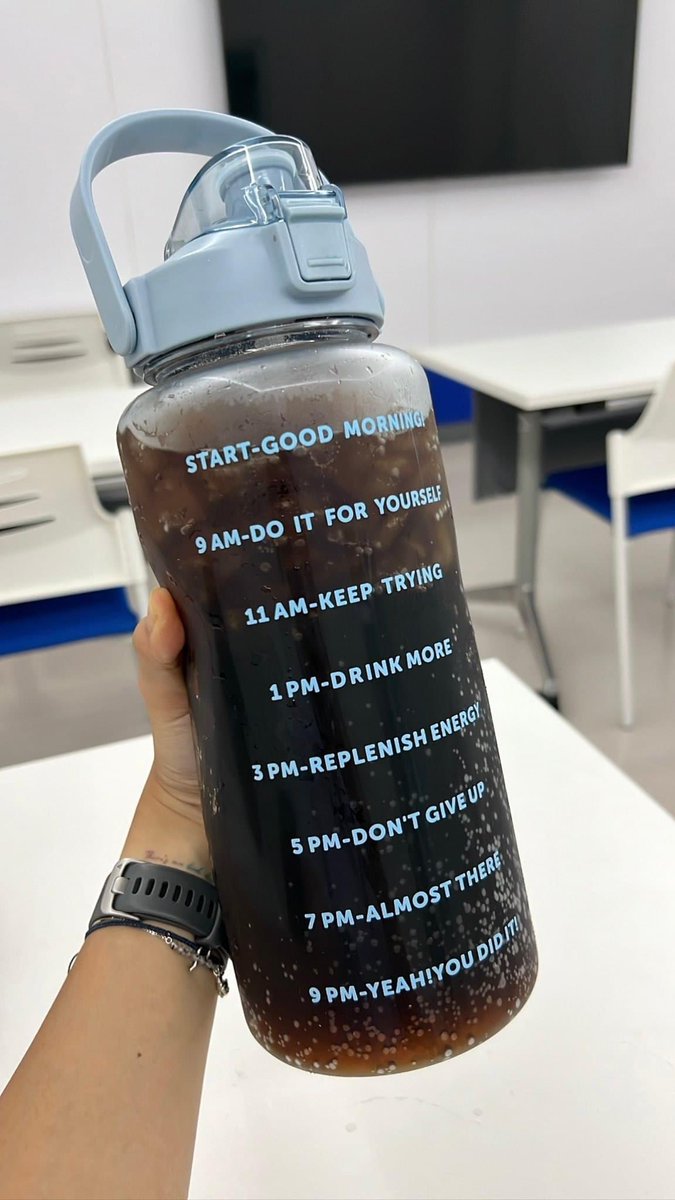 START-GOOD MORNING!
9 AM-DO IT FOR YOURSELF
11 AM-KEEP TRYING
1 PM-DRINK MORE
3 PM-REPLENISH ENERGY
5 PM-DON'T GIVE UP
7 PM-ALMOST THERE
9 PM-YEAH!YOU DID IT!